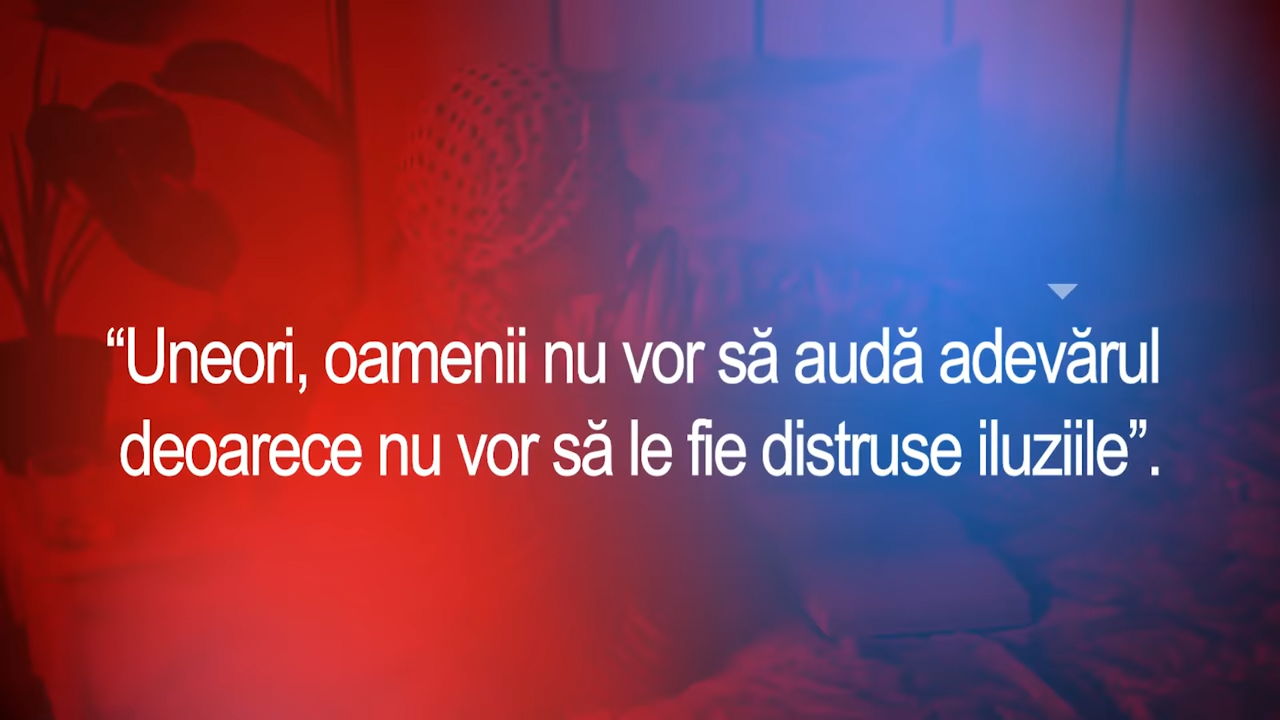 “Uneori, oamenii nu vor să audă adevărul
deoarece nu vor să le fie distruse iluziile”.